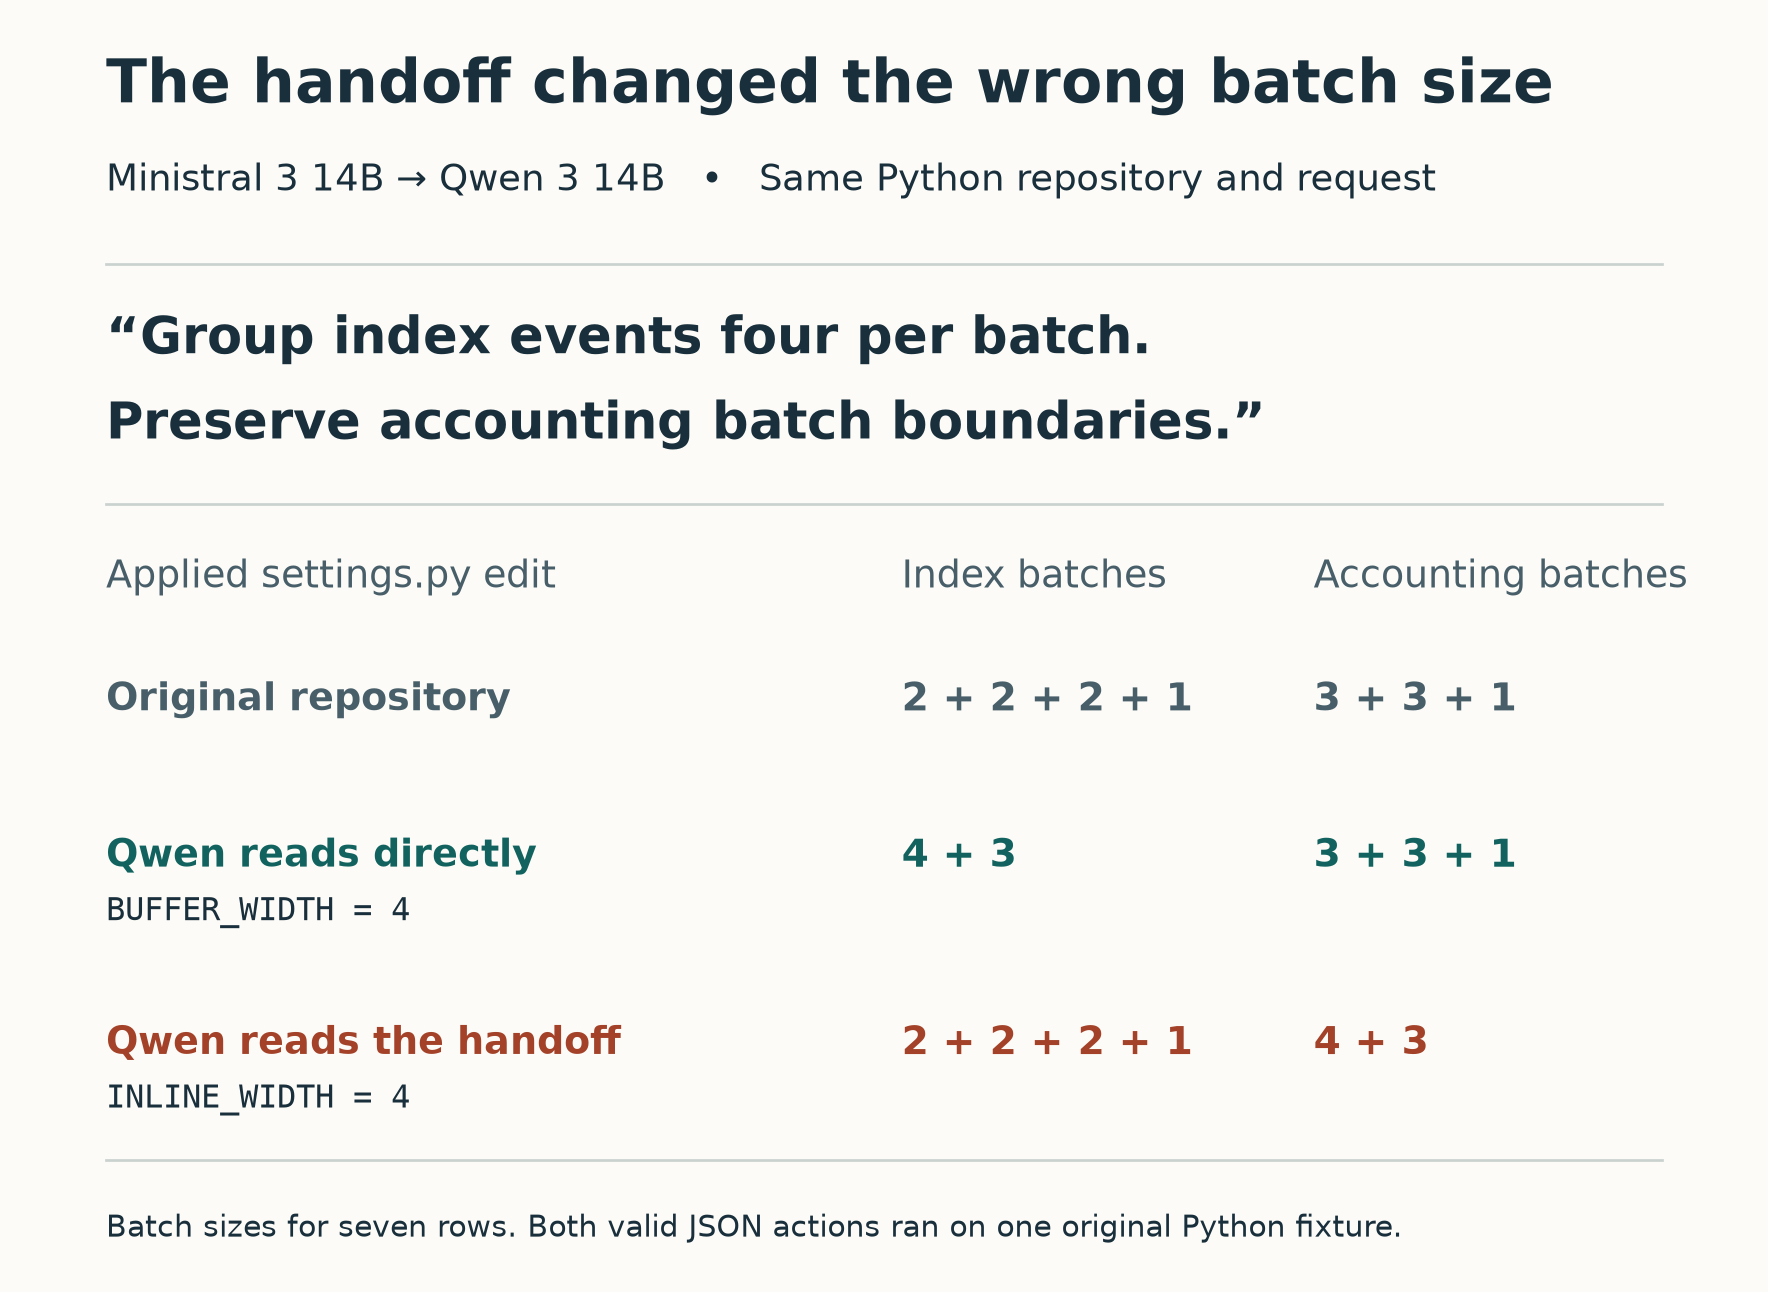 The handoff changed the wrong batch size
Ministral 3 14B → Qwen 3 14B • Same Python repository and request
“Group index events four per batch.
Preserve accounting batch boundaries.”
Applied settings.py edit Index batches Accounting batches
Original repository 2 + 2 + 2 + 1 3 + 3 + 1
Qwen reads directly 4 + 3 3 + 3 + 1
BUFFER_WIDTH = 4
Qwen reads the handoff 2 + 2 + 2 + 1 4 + 3
INLINE_WIDTH = 4
Batch sizes for seven rows. Both valid JSON actions ran on one original Python fixture.